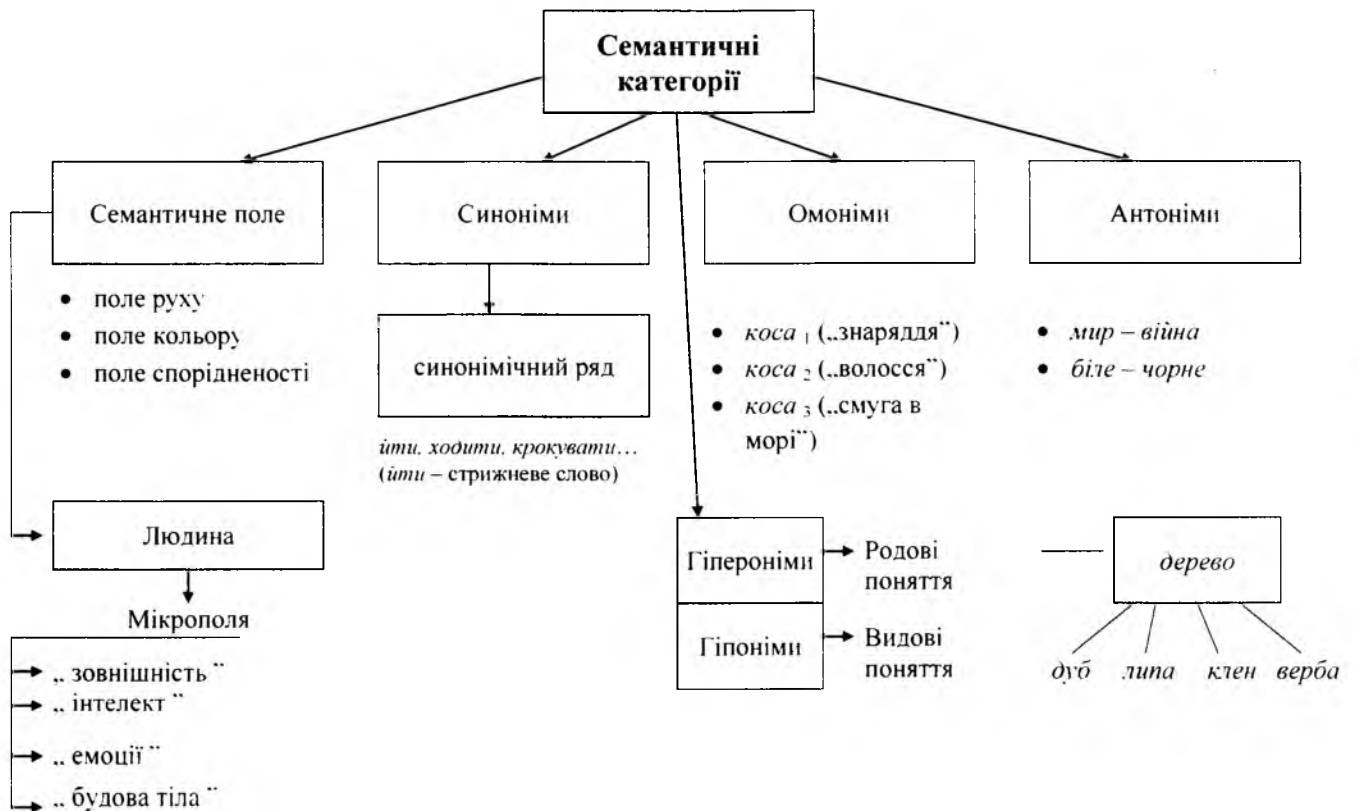 Семантичні
категорії
Семантичне поле
Синоніми
Омоніми
Антоніми
• поле руху
• поле кольору
• поле спорідненості
синонімічний ряд
йти, ходити, крокувати…
(йти – стрижневе слово)
• коса 1 („знаряддя“)
• коса 2 („волосся“)
• коса 3 („смуга в
морі“)
• мир – війна
• біле – чорне
Людина
Мікрополя
„ зовнішність “
„ інтелект “
„ емоції “
„ будова тіла “
Гіпероніми
Родові
поняття
Гіпоніми
Видові
поняття
дерево
дуб липа клен верба